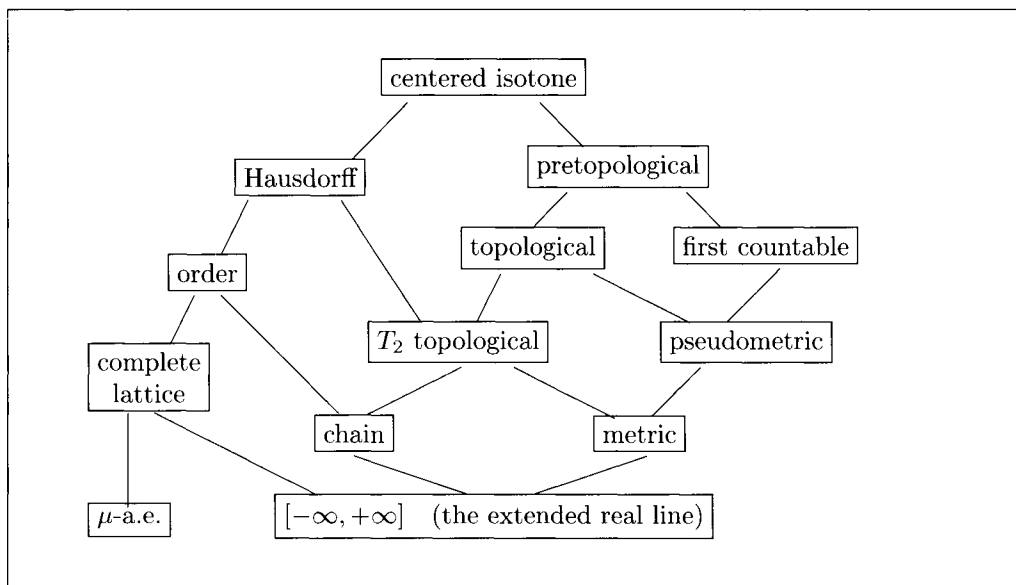 centered isotone
Hausdorff
pretopological
order
topological
first countable
complete
lattice
T₂ topological
pseudometric
chain
metric
μ-a.e.
[−∞, +∞] (the extended real line)